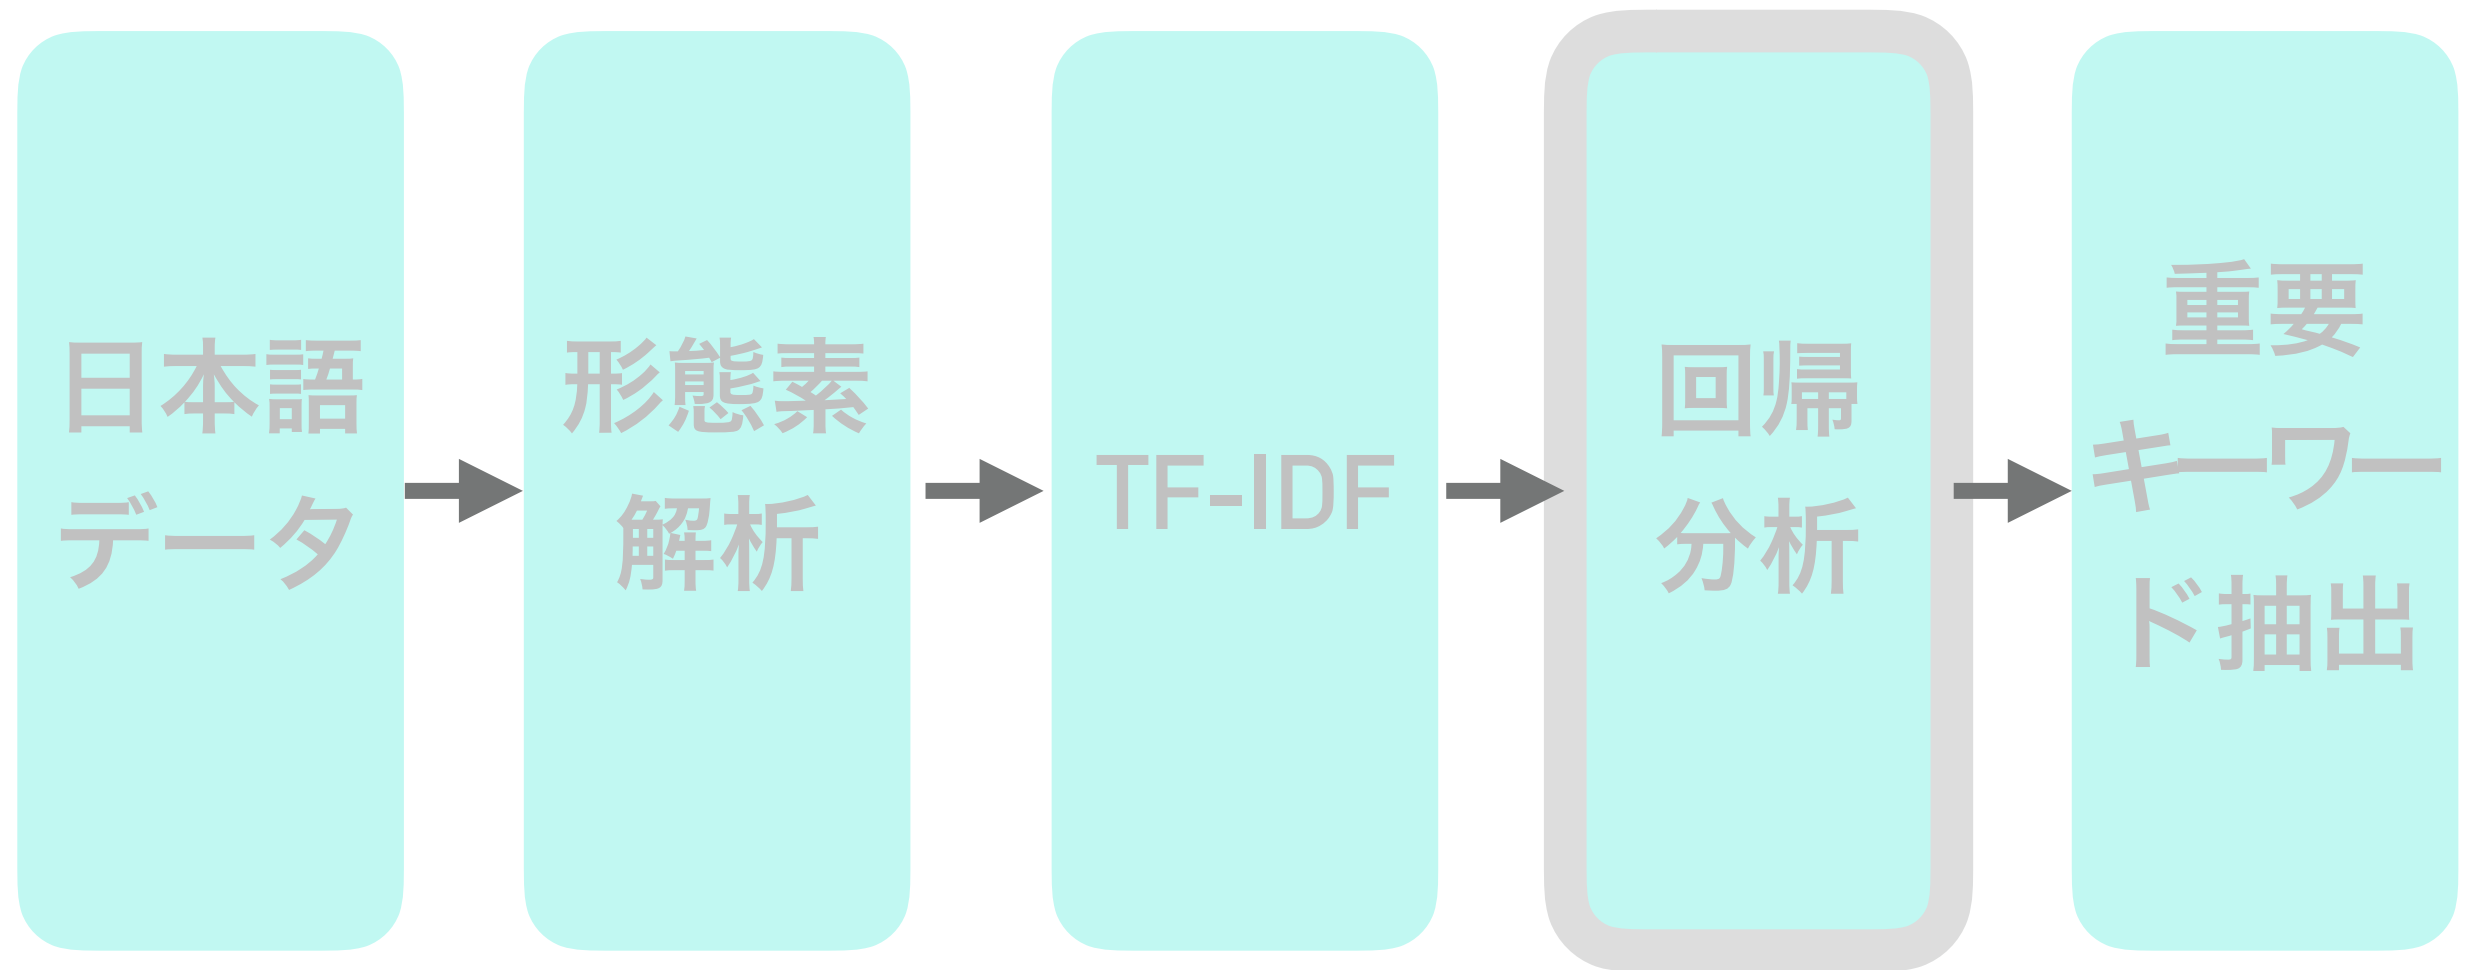 日本語
データ
形態素
解析
TF-IDF
回帰
分析
重要
キーワー
ド抽出